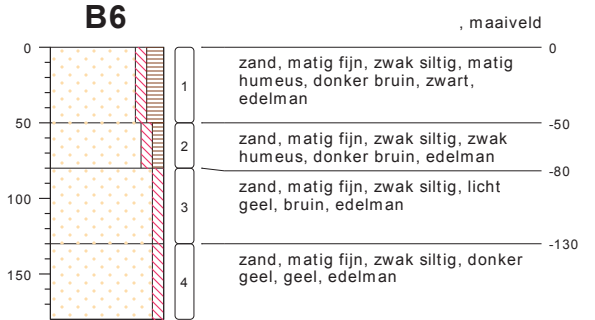 B6
, maaiveld
0
0
zand, matig fijn, zwak siltig, matig
humeus, donker bruin, zwart,
edelman
1
50
-50
zand, matig fijn, zwak siltig, zwak
humeus, donker bruin, edelman
2
-80
zand, matig fijn, zwak siltig, licht
geel, bruin, edelman
100
3
-130
zand, matig fijn, zwak siltig, donker
geel, geel, edelman
150
4